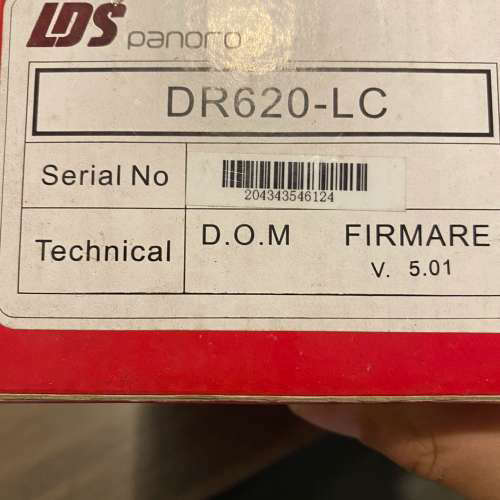 LDS panoro
DR620-LC
Serial No
204343546124
Technical D.O.M FIRMARE
V. 5.01